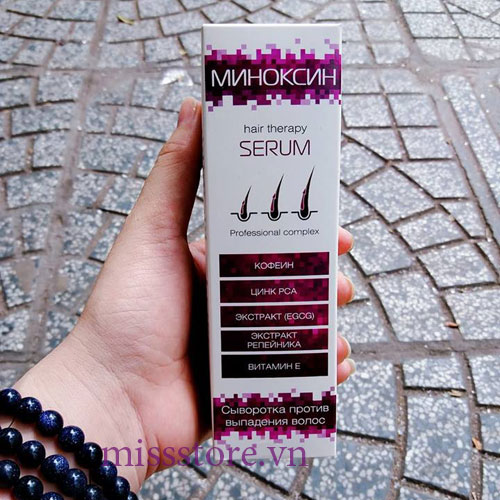 МИНОКСИН
hair therapy
SERUM
Professional complex
КОФЕИН
ЦИНК PCA
ЭКСТРАКТ (EGCG)
ЭКСТРАКТ
РЕПЕЙНИКА
ВИТАМИН Е
Сыворотка против
выпадения волос
missstore.vn